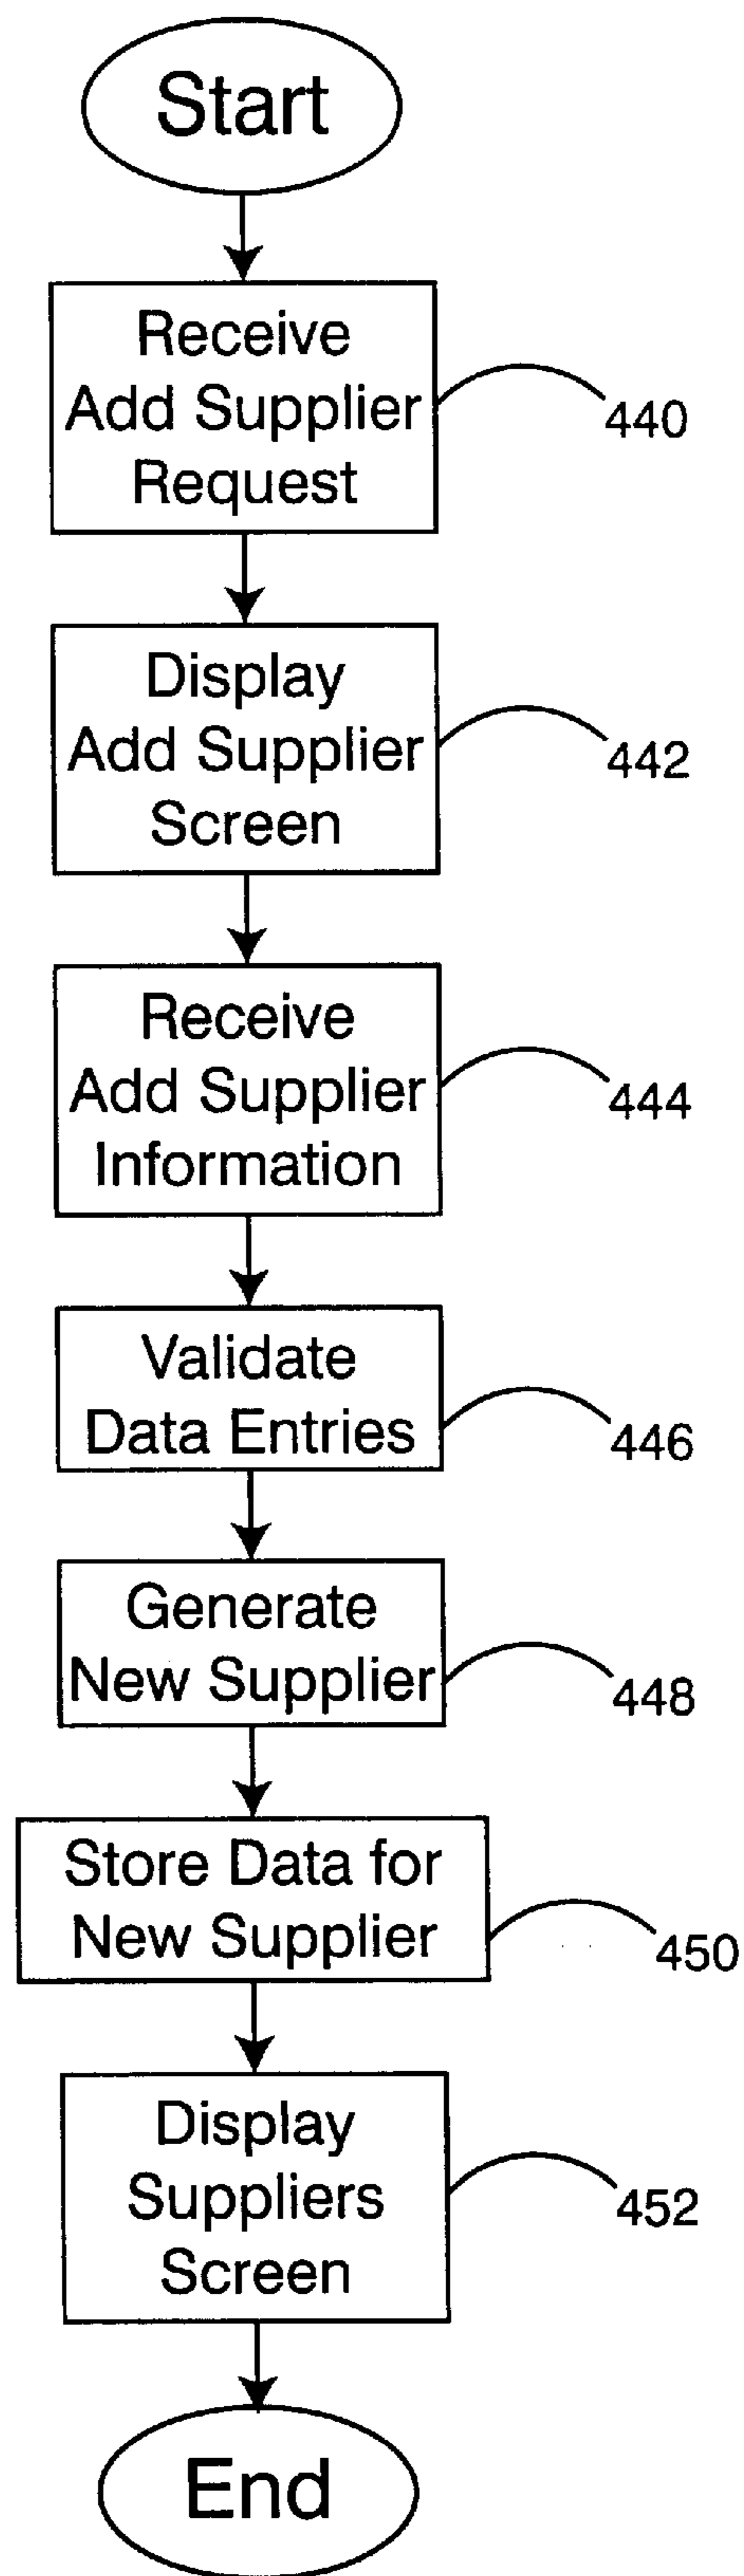 Start
Receive
Add Supplier
Request
440
Display
Add Supplier
Screen
442
Receive
Add Supplier
Information
444
Validate
Data Entries
446
Generate
New Supplier
448
Store Data for
New Supplier
450
Display
Suppliers
Screen
452
End